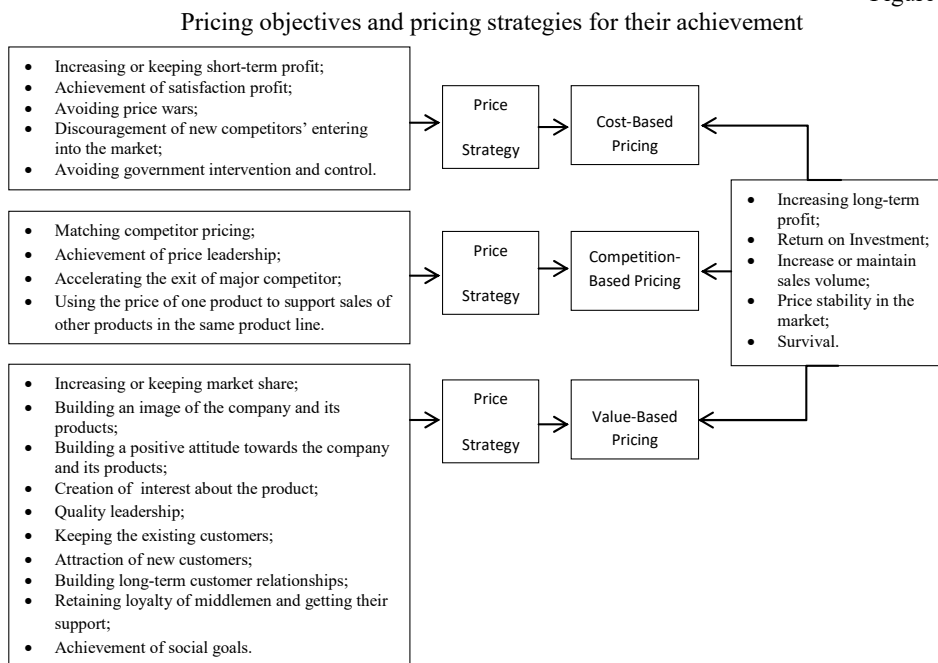 Pricing objectives and pricing strategies for their achievement
• Increasing or keeping short-term profit;
• Achievement of satisfaction profit;
• Avoiding price wars;
• Discouragement of new competitors’ entering
into the market;
• Avoiding government intervention and control.
Price
Strategy
Cost-Based
Pricing
• Matching competitor pricing;
• Achievement of price leadership;
• Accelerating the exit of major competitor;
• Using the price of one product to support sales of
other products in the same product line.
Price
Strategy
Competition-
Based Pricing
• Increasing long-term
profit;
• Return on Investment;
• Increase or maintain
sales volume;
• Price stability in the
market;
• Survival.
• Increasing or keeping market share;
• Building an image of the company and its
products;
• Building a positive attitude towards the company
and its products;
• Creation of interest about the product;
• Quality leadership;
• Keeping the existing customers;
• Attraction of new customers;
• Building long-term customer relationships;
• Retaining loyalty of middlemen and getting their
support;
• Achievement of social goals.
Price
Strategy
Value-Based
Pricing